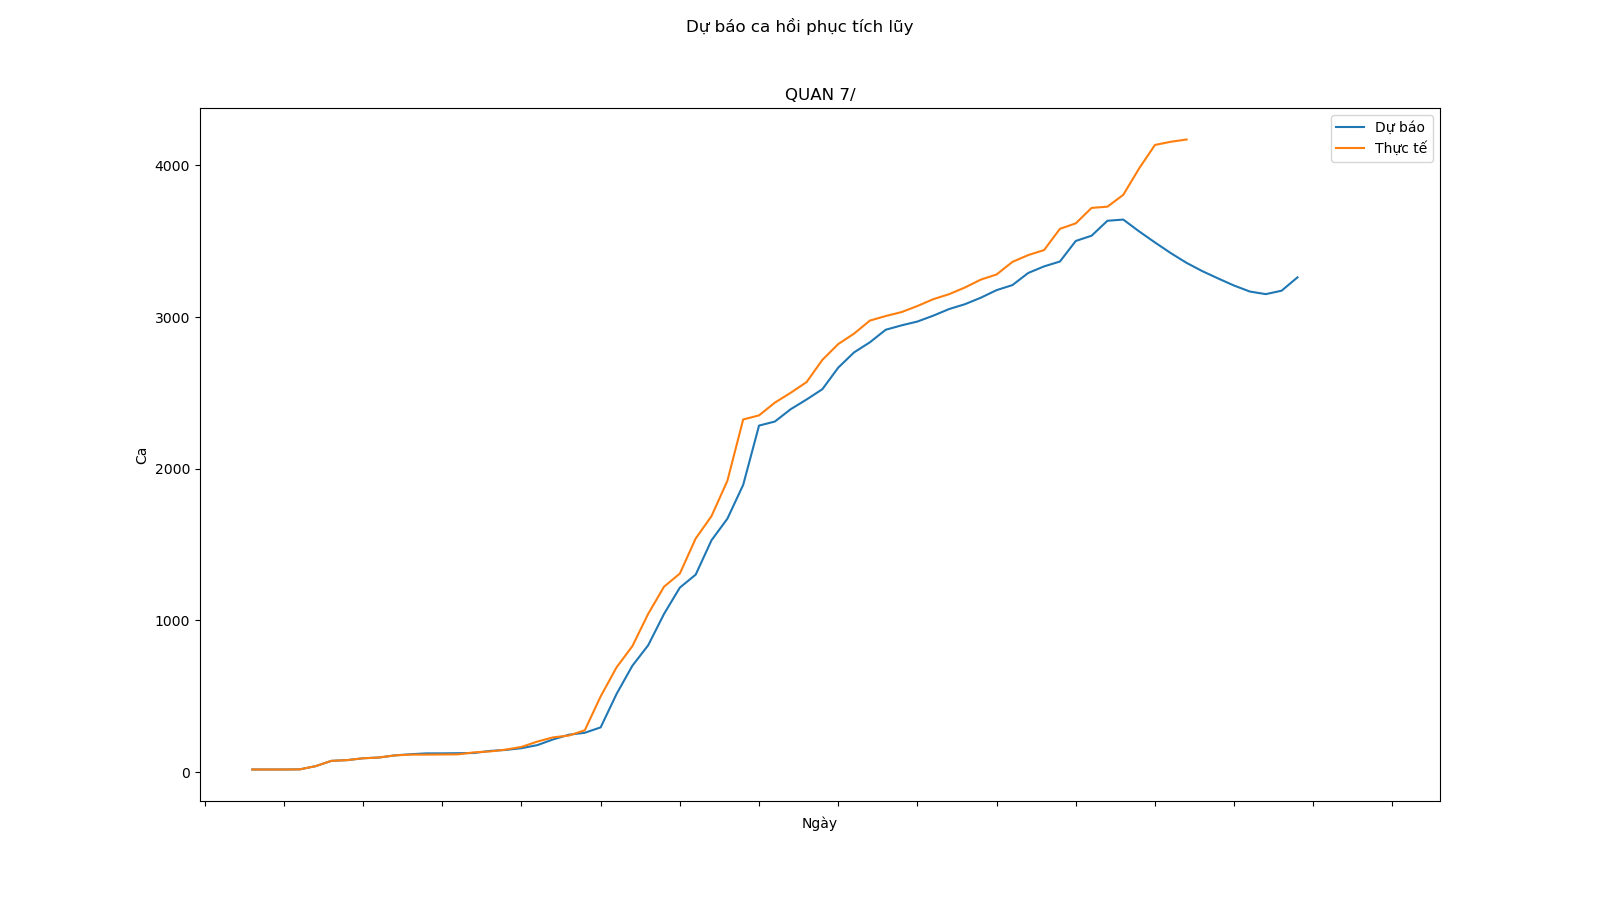 Dự báo ca hồi phục tích lũy
QUAN 7/
Dự báo
Thực tế
4000
3000
2000
1000
0
Ca
Ngày